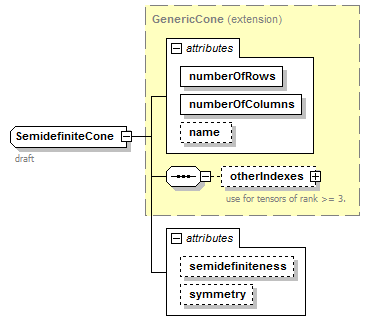 GenericCone (extension)
attributes
numberOfRows
numberOfColumns
name
SemidefiniteCone
draft
otherIndexes
use for tensors of rank >= 3.
attributes
semidefiniteness
symmetry